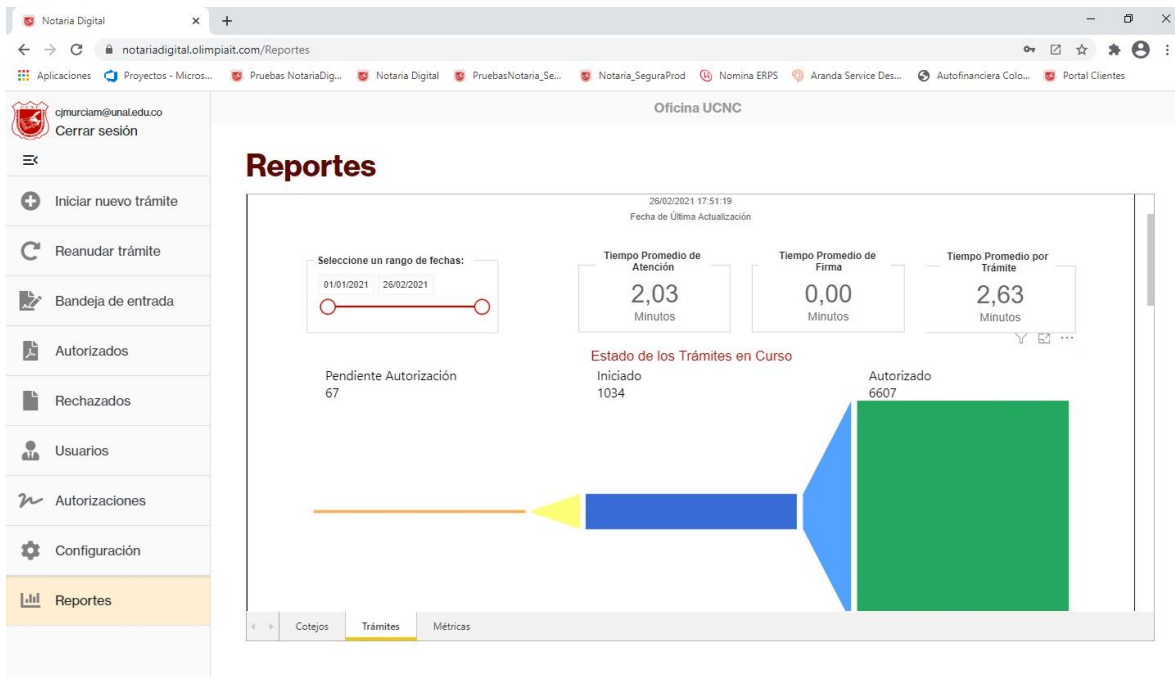 Notaria Digital
notariadigital.olimpiait.com/Reportes
Aplicaciones Proyectos - Micros... Pruebas NotariaDig... Notaria Digital PruebasNotaria_Se... Notaria_SeguraProd Nomina ERPS Aranda Service Des... Autofinanciera Colo... Portal Clientes
cjmurciam@unal.edu.co
Cerrar sesión
Oficina UCNC
Iniciar nuevo trámite
Reanudar trámite
Bandeja de entrada
Autorizados
Rechazados
Usuarios
Autorizaciones
Configuración
Reportes
Reportes
26/02/2021 17:51:19
Fecha de Última Actualización
Seleccione un rango de fechas:
01/01/2021 26/02/2021
Tiempo Promedio de
Atención
2,03
Minutos
Tiempo Promedio de
Firma
0,00
Minutos
Tiempo Promedio por
Trámite
2,63
Minutos
Estado de los Trámites en Curso
Pendiente Autorización
67
Iniciado
1034
Autorizado
6607
Cotejos Trámites Métricas